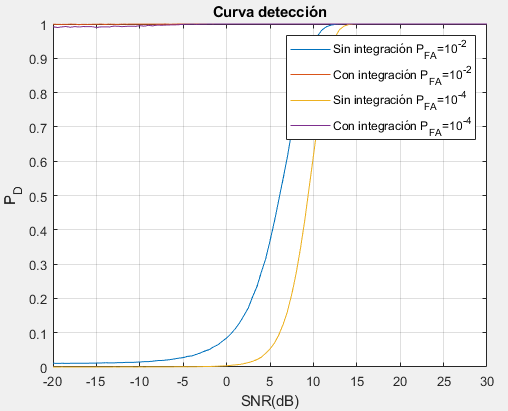 Curva detección
1
0.9
0.8
0.7
0.6
0.5
0.4
0.3
0.2
0.1
0
P_D
Sin integración P_FA=10^-2
Con integración P_FA=10^-2
Sin integración P_FA=10^-4
Con integración P_FA=10^-4
-20 -15 -10 -5 0 5 10 15 20 25 30
SNR(dB)